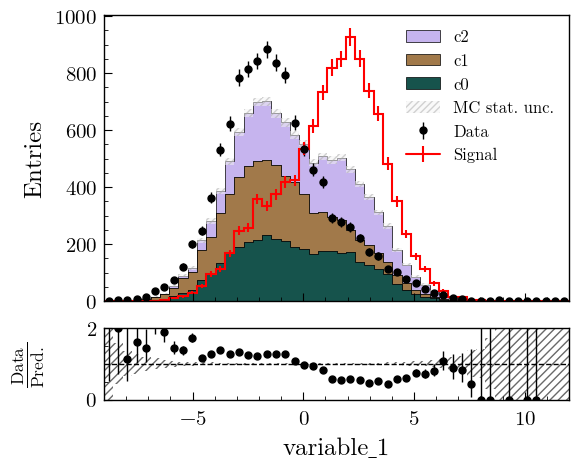 1000
800
600
400
200
0
Entries
c2
c1
c0
MC stat. unc.
Data
Signal
2
0
Data
Pred.
−5
0
5
10
variable_1